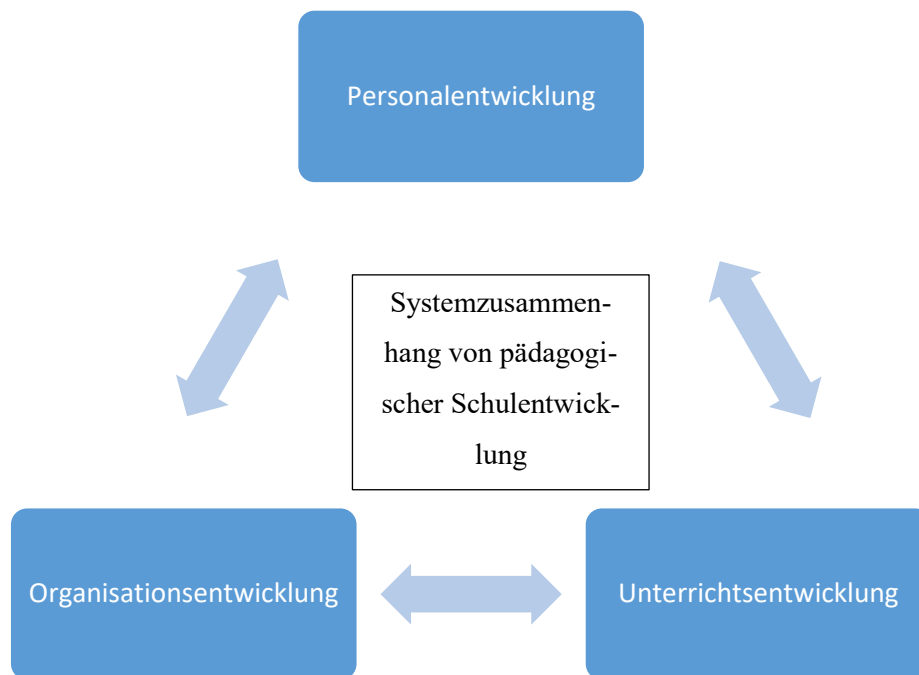 Personalentwicklung
Systemzusammen-
hang von pädagogi-
scher Schulentwick-
lung
Organisationsentwicklung
Unterrichtsentwicklung